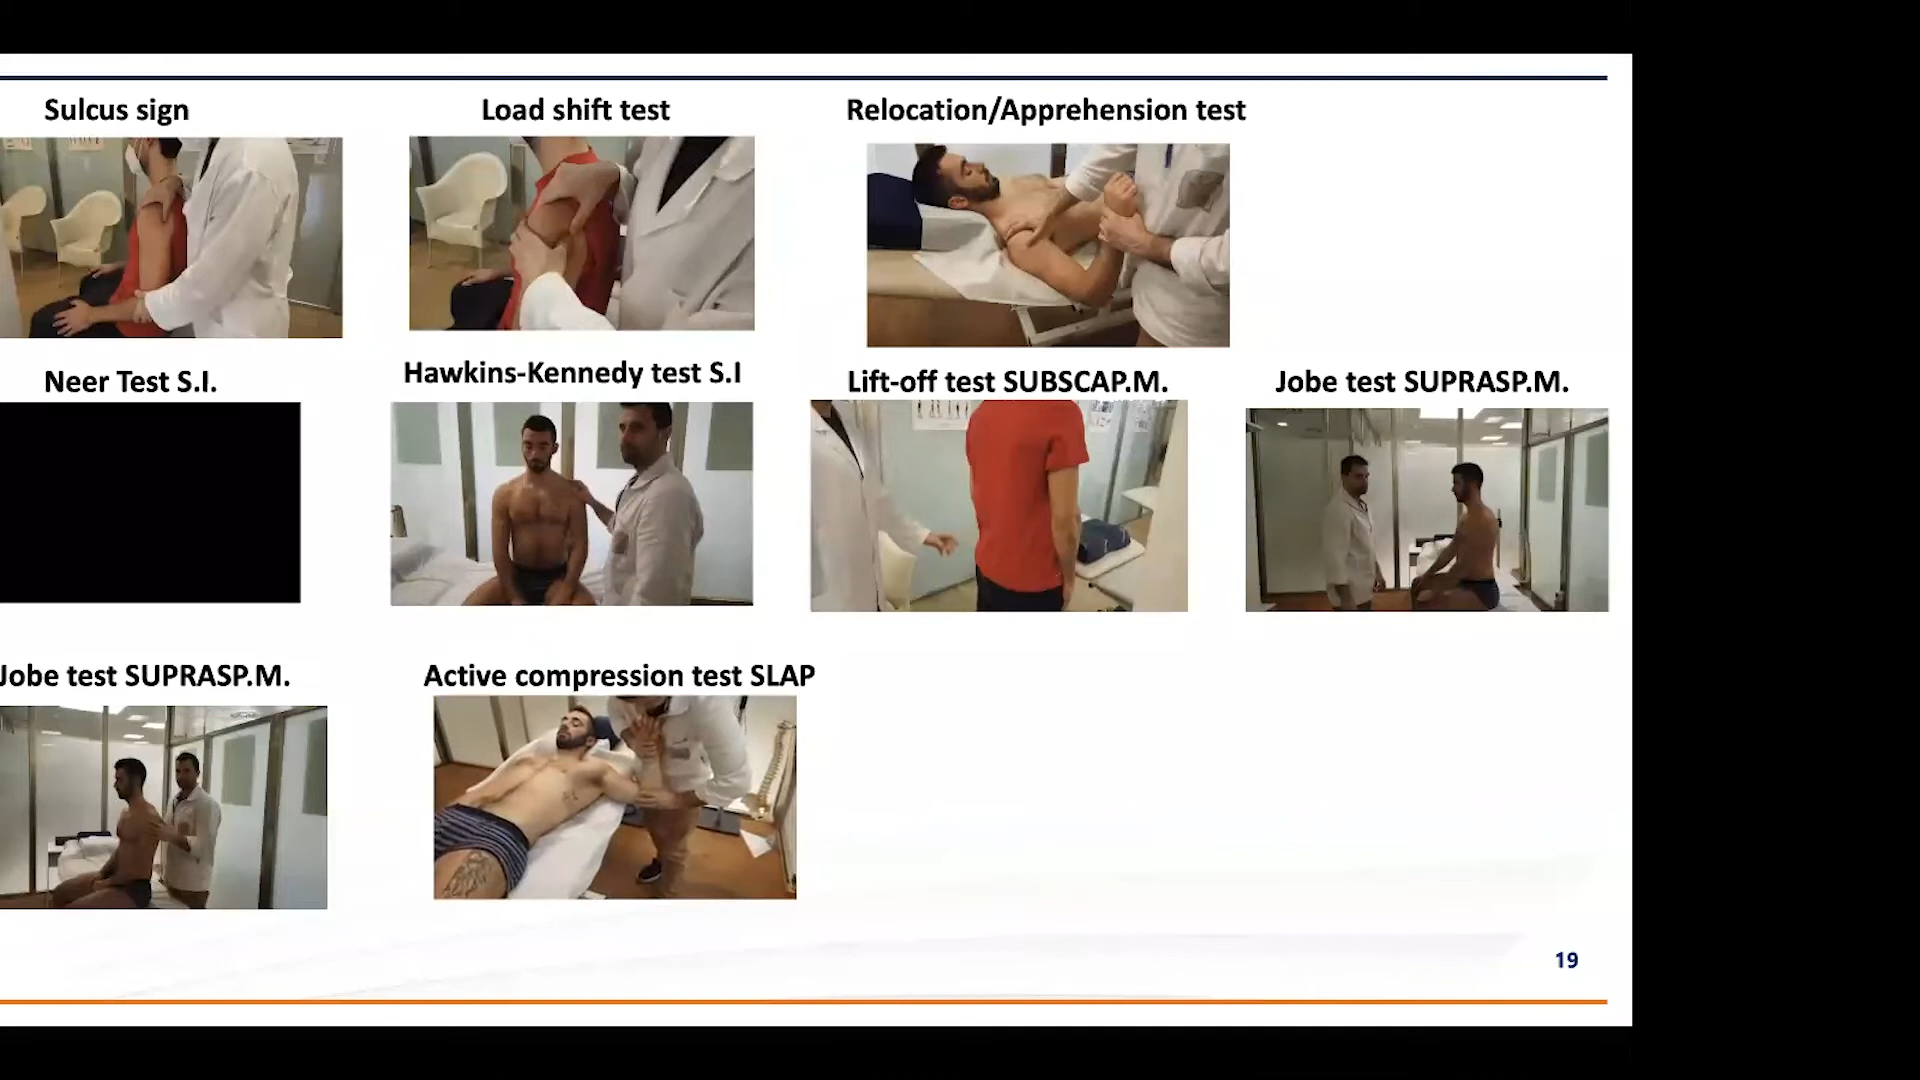 Sulcus sign
Load shift test
Relocation/Apprehension test
Neer Test S.I.
Hawkins-Kennedy test S.I
Lift-off test SUBSCAP.M.
Jobe test SUPRASP.M.
Jobe test SUPRASP.M.
Active compression test SLAP
19